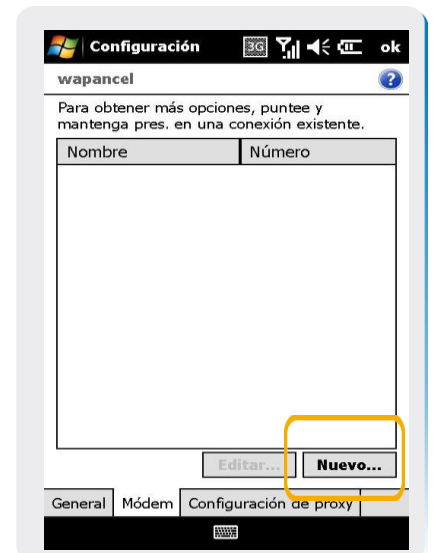 Configuración 3G ok
wapancel ?
Para obtener más opciones, puntee y
mantenga pres. en una conexión existente.
Nombre Número
Editar... Nuevo...
General Módem Configuración de proxy